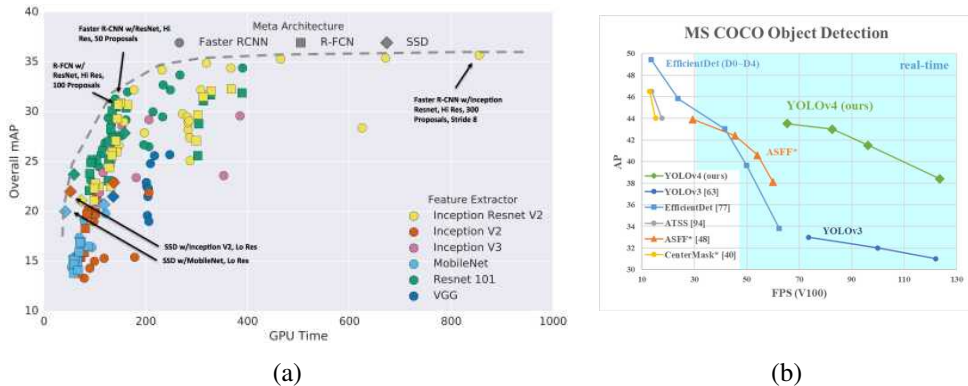 Meta Architecture
Faster RCNN
R-FCN
SSD
Faster R-CNN w/ResNet, Hi
Res, 50 Proposals
R-FCN w/
ResNet, Hi Res,
100 Proposals
Faster R-CNN w/Inception
Resnet, Hi Res, 300
Proposals, Stride 8
SSD w/Inception V2, Lo Res
SSD w/MobileNet, Lo Res
Feature Extractor
Inception Resnet V2
Inception V2
Inception V3
MobileNet
Resnet 101
VGG
Overall mAP
40
35
30
25
20
15
10
0
200
400
600
800
1000
GPU Time
(a)
MS COCO Object Detection
EfficientDet (D0~D4)
real-time
YOLOv4 (ours)
ASFF*
YOLOv3
YOLOv4 (ours)
YOLOv3 [63]
EfficientDet [77]
ATSS [94]
ASFF* [48]
CenterMask* [40]
AP
50
48
46
44
42
40
38
36
34
32
30
10
30
50
70
90
110
130
FPS (V100)
(b)